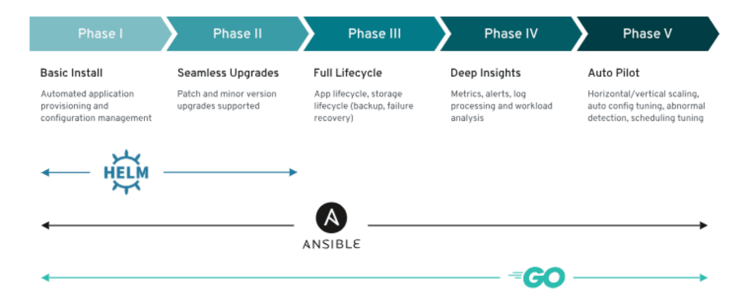 Phase I
Phase II
Phase III
Phase IV
Phase V
Basic Install
Automated application
provisioning and
configuration management
Seamless Upgrades
Patch and minor version
upgrades supported
Full Lifecycle
App lifecycle, storage
lifecycle (backup, failure
recovery)
Deep Insights
Metrics, alerts, log
processing and workload
analysis
Auto Pilot
Horizontal/vertical scaling,
auto config tuning, abnormal
detection, scheduling tuning
HELM
A
ANSIBLE
GO